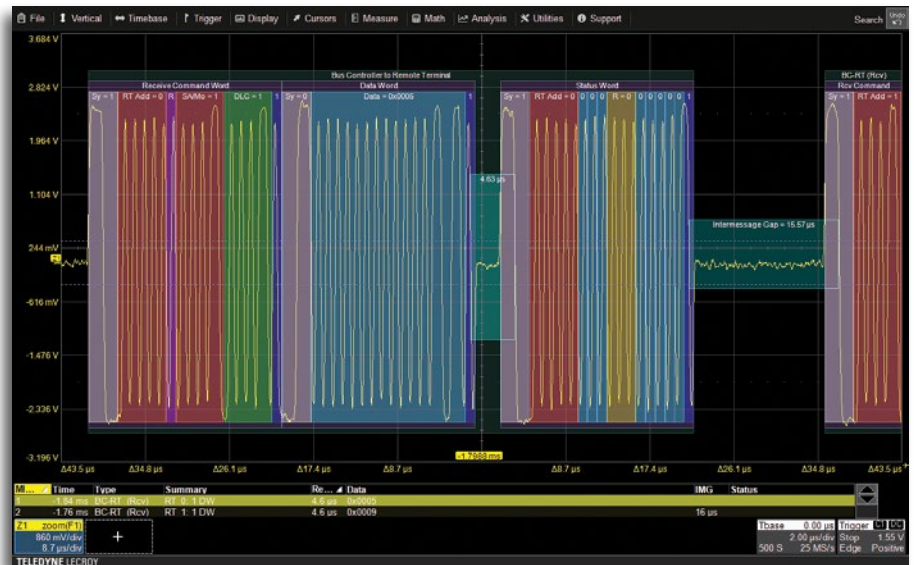 File Vertical Timebase Trigger Display Cursors Measure Math Analysis Utilities Support Search Undo
3.684 V
2.824 V
1.964 V
1.104 V
244 mV
Z1
-616 mV
-1.476 V
-2.336 V
-3.196 V
Bus Controller to Remote Terminal BC-RT (Rcv)
Receive Command Word Data Word Status Word Rcv Command
Sy = 1 RT Add = 0 R SA/Mo = 1 DLC = 1 1 Sy = 0 Data = 0x0005 1 Sy = 1 RT Add = 0 0 0 0 R = 0 0 0 0 0 0 1 Sy = 1 RT Add = 1
4.63 µs
Intermessage Gap = 15.57µs
-1.7988 ms
Δ43.5 µs Δ34.8 µs Δ26.1 µs Δ17.4 µs Δ8.7 µs Δ8.7 µs Δ17.4 µs Δ26.1 µs Δ34.8 µs Δ43.5 µs
MI... Time Type Summary Re... Data IMG Status
1 -1.84 ms BC-RT (Rcv) RT 0: 1 DW 4.6 µs 0x0005
2 -1.76 ms BC-RT (Rcv) RT 1: 1 DW 4.6 µs 0x0009 16 µs
Z1 zoom(F1)
860 mV/div
8.7 µs/div
+
Tbase 0.00 µs
2.00 µs/div
500 S 25 MS/s
Trigger C1 DC
Stop 1.55 V
Edge Positive
TELEDYNE LECROY